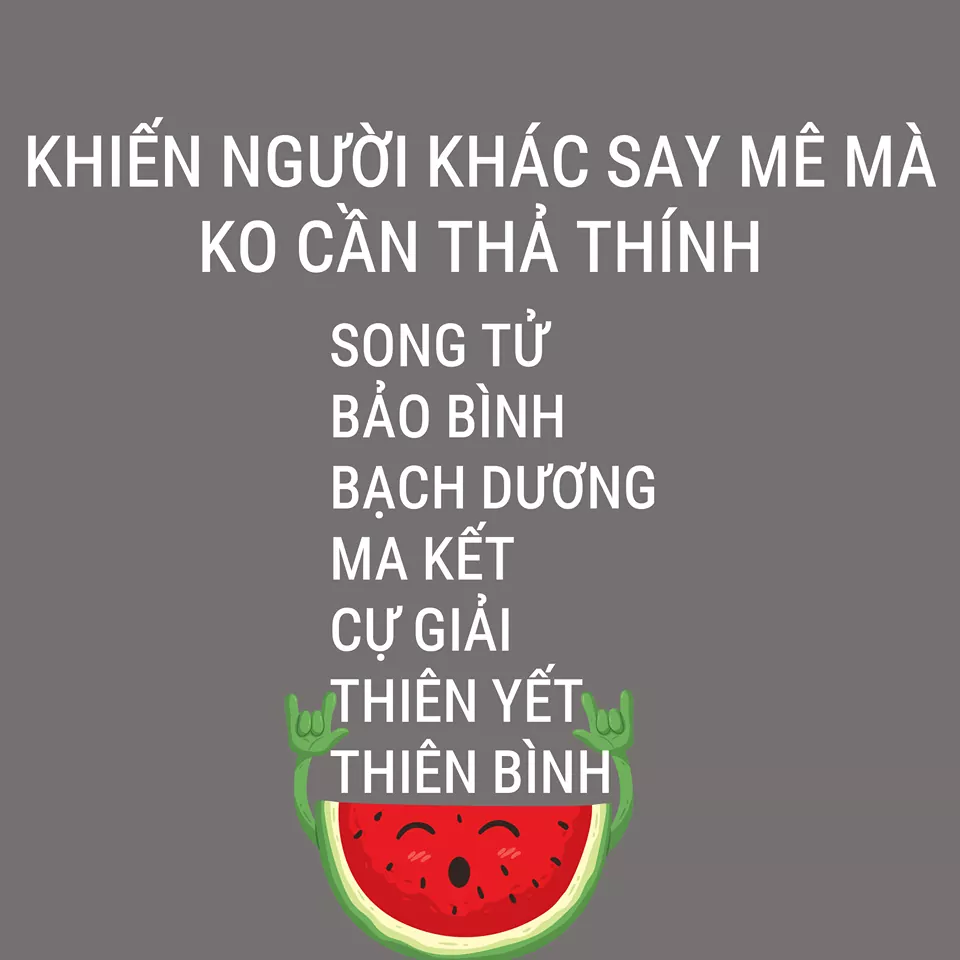 KHIẾN NGƯỜI KHÁC SAY MÊ MÀ
KO CẦN THẢ THÍNH
SONG TỬ
BẢO BÌNH
BẠCH DƯƠNG
MA KẾT
CỰ GIẢI
THIÊN YẾT
THIÊN BÌNH